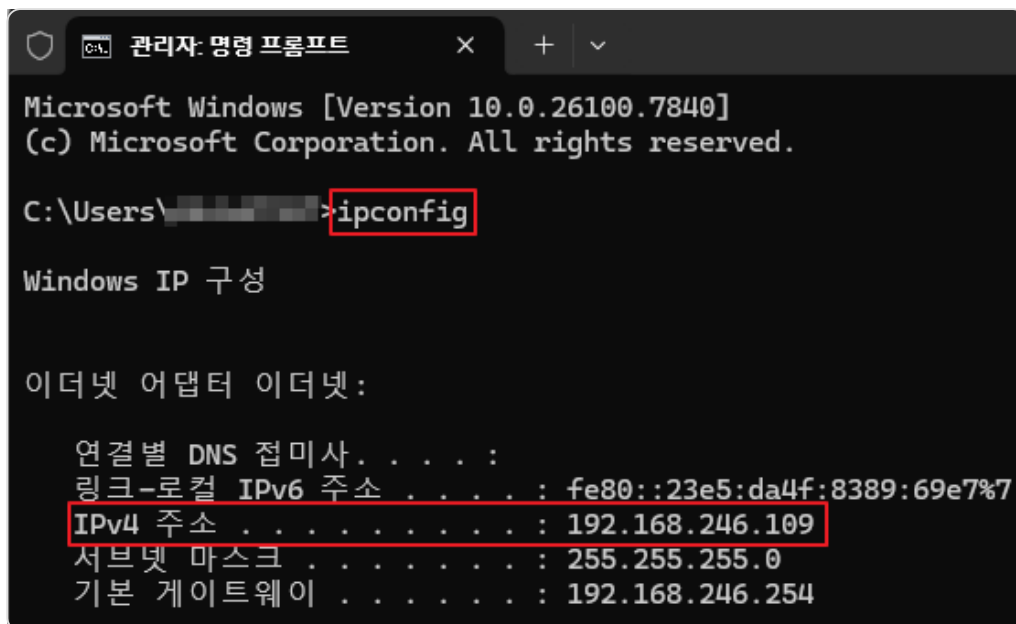 관리자: 명령 프롬프트
Microsoft Windows [Version 10.0.26100.7840]
(c) Microsoft Corporation. All rights reserved.
C:\Users\ >ipconfig
Windows IP 구성
이더넷 어댑터 이더넷:
연결별 DNS 접미사. . . . :
링크-로컬 IPv6 주소 . . . . : fe80::23e5:da4f:8389:69e7%7
IPv4 주소 . . . . . . . . . : 192.168.246.109
서브넷 마스크 . . . . . . . : 255.255.255.0
기본 게이트웨이 . . . . . . : 192.168.246.254